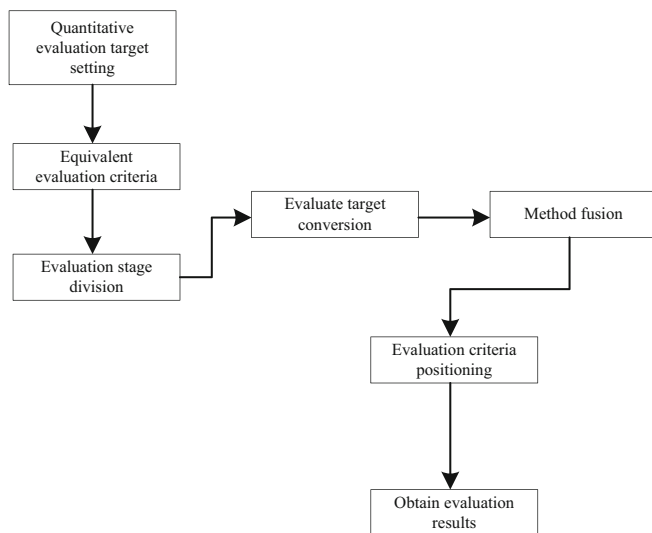 Quantitative
evaluation target
setting
Equivalent
evaluation criteria
Evaluation stage
division
Evaluate target
conversion
Method fusion
Evaluation criteria
positioning
Obtain evaluation
results